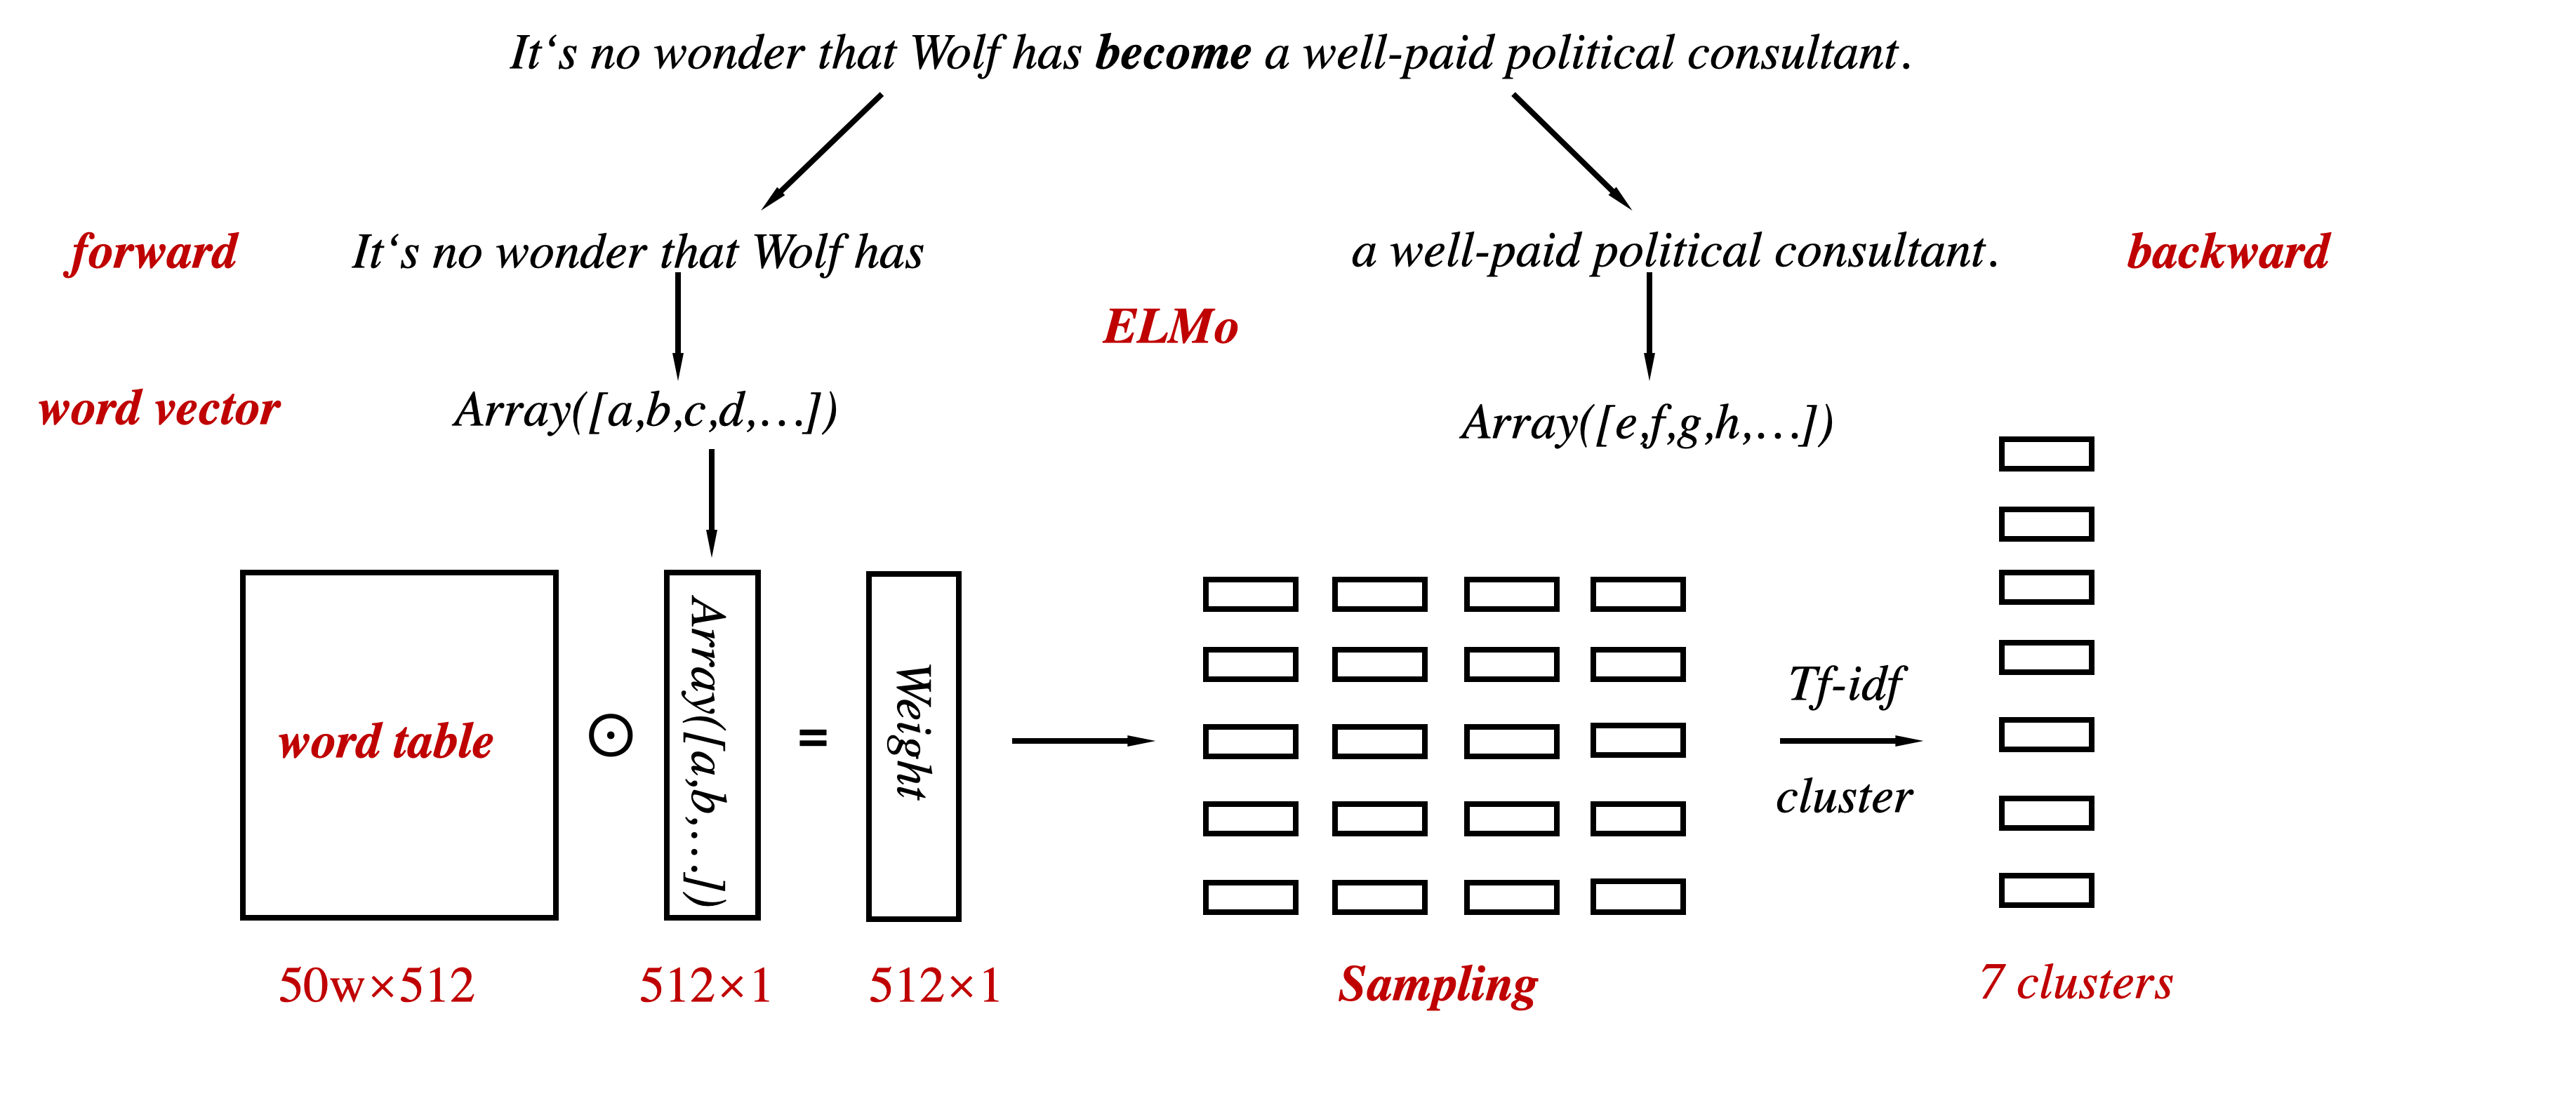 It‘s no wonder that Wolf has become a well-paid political consultant.
forward
It‘s no wonder that Wolf has
a well-paid political consultant.
backward
ELMo
word vector
Array([a,b,c,d,…])
Array([e,f,g,h,…])
word table
⊙
Array([a,b,…])
=
Weight
Tf-idf
cluster
50w×512
512×1
512×1
Sampling
7 clusters